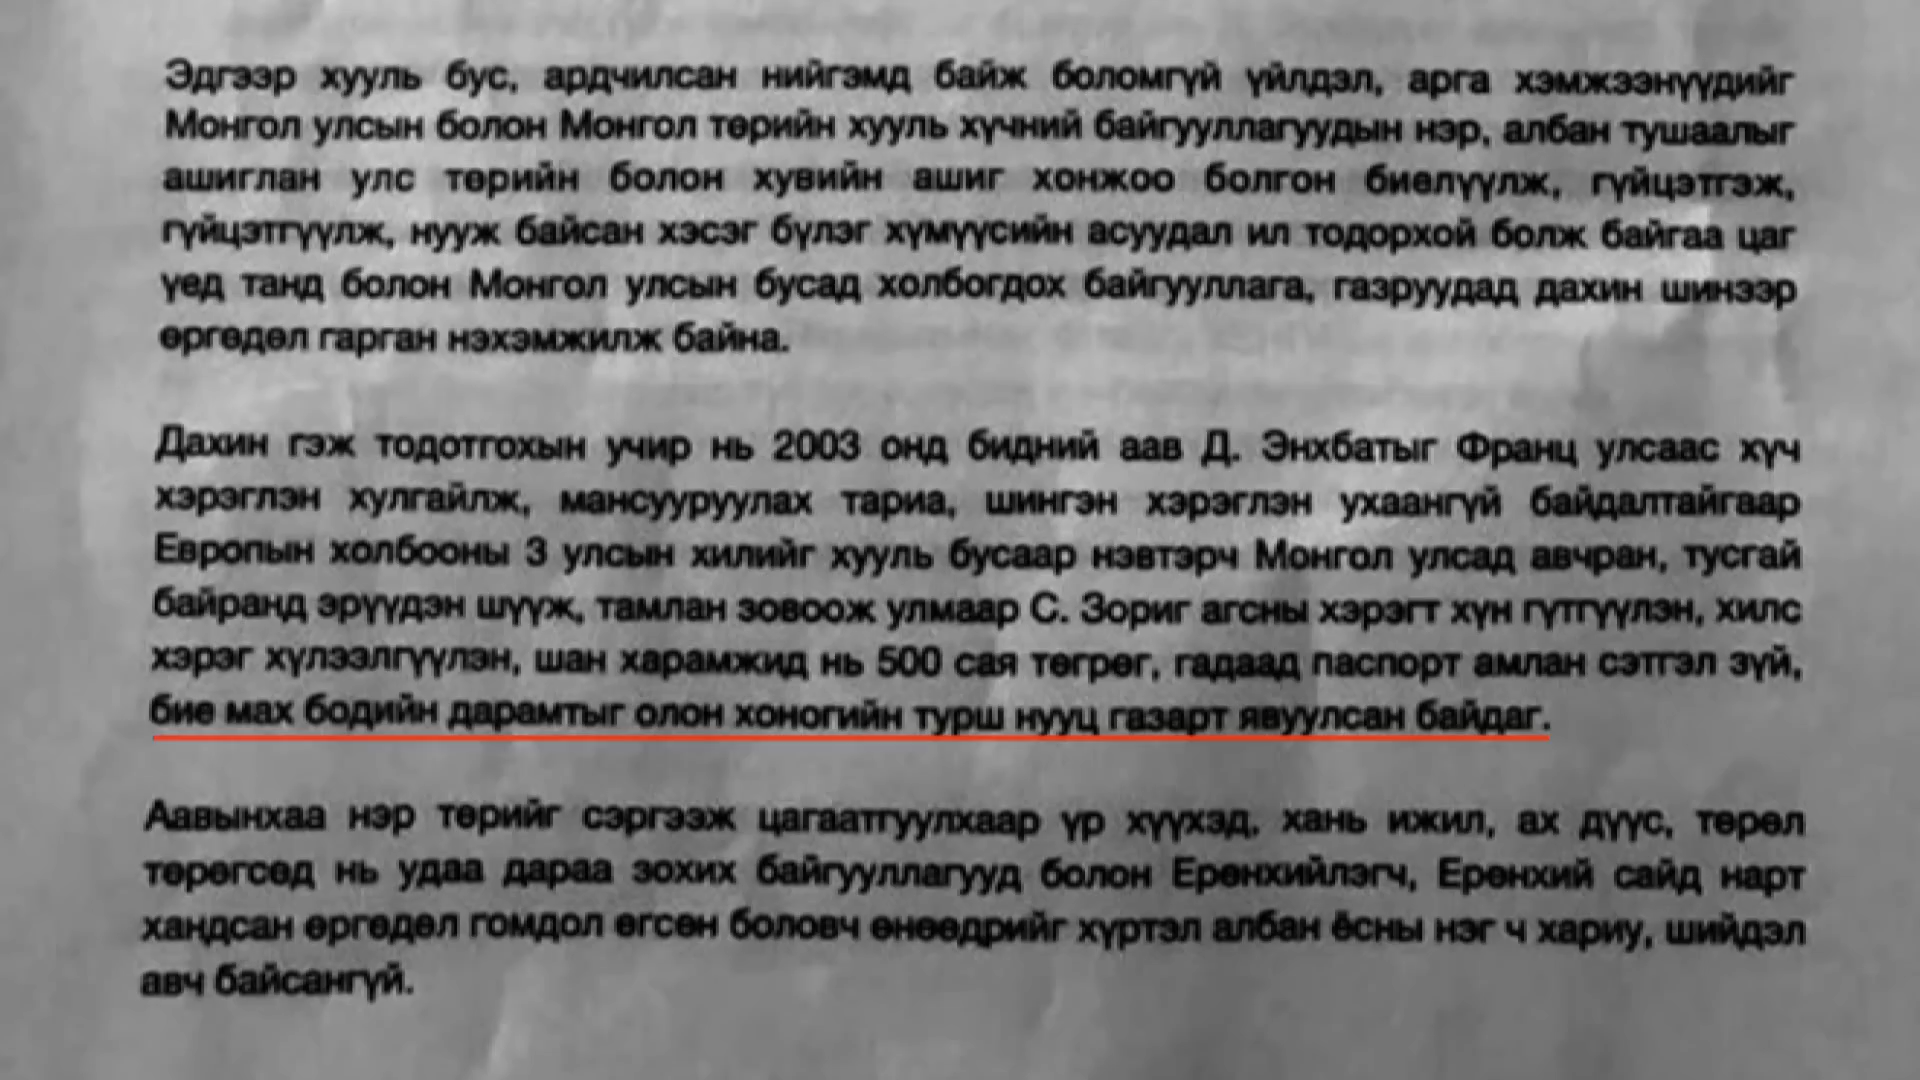 Эдгээр хууль бус, ардчилсан нийгэмд байж боломгүй үйлдэл, арга хэмжээнүүдийг
Монгол улсын болон Монгол төрийн хууль хүчний байгууллагуудын нэр, албан тушаалыг
ашиглан улс төрийн болон хувийн ашиг хонжоо болгон биелүүлж, гүйцэтгэж,
гүйцэтгүүлж, нууж байсан хэсэг бүлэг хүмүүсийн асуудал ил тодорхой болж байгаа цаг
үед танд болон Монгол улсын бусад холбогдох байгууллага, газруудад дахин шинээр
өргөдөл гарган нэхэмжилж байна.
Дахин гэж тодотгохын учир нь 2003 онд бидний аав Д. Энхбатыг Франц улсаас хүч
хэрэглэн хулгайлж, мансууруулах тариа, шингэн хэрэглэн ухаангүй байдалтайгаар
Европын холбооны 3 улсын хилийг хууль бусаар нэвтэрч Монгол улсад авчран, тусгай
байранд эрүүдэн шүүж, тамлан зовоож улмаар С. Зориг агсны хэрэгт хүн гүтгүүлэн, хилс
хэрэг хүлээлгүүлэн, шан харамжид нь 500 сая төгрөг, гадаад паспорт амлан сэтгэл зүй,
бие мах бодийн дарамтыг олон хоногийн турш нууц газарт явуулсан байдаг.
Аавынхаа нэр төрийг сэргээж цагаатгуулхаар үр хүүхэд, хань ижил, ах дүүс, төрөл
төрөгсөд нь удаа дараа зохих байгууллагууд болон Ерөнхийлэгч, Ерөнхий сайд нарт
хандсан өргөдөл гомдол өгсөн боловч өнөөдрийг хүртэл албан ёсны нэг ч хариу, шийдэл
авч байсангүй.